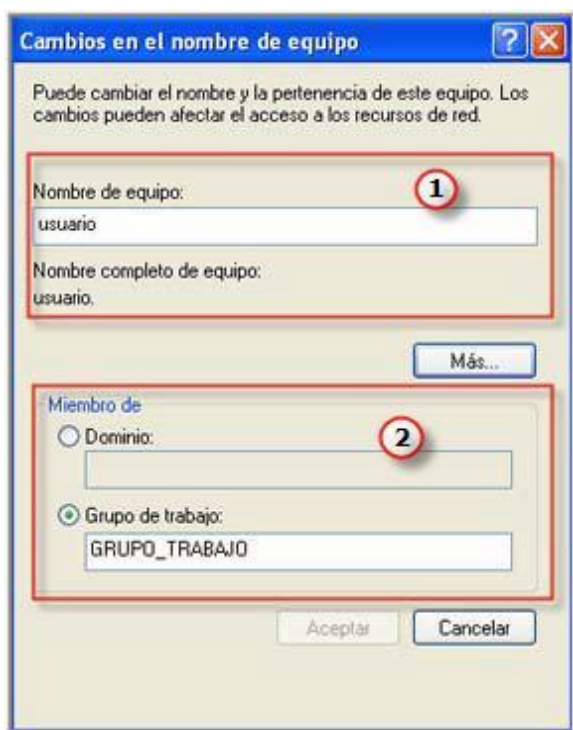 Cambios en el nombre de equipo
Puede cambiar el nombre y la pertenencia de este equipo. Los
cambios pueden afectar el acceso a los recursos de red.
1
Nombre de equipo:
usuario
Nombre completo de equipo:
usuario.
Más...
Miembro de
2
Dominio:
Grupo de trabajo:
GRUPO_TRABAJO
Aceptar
Cancelar